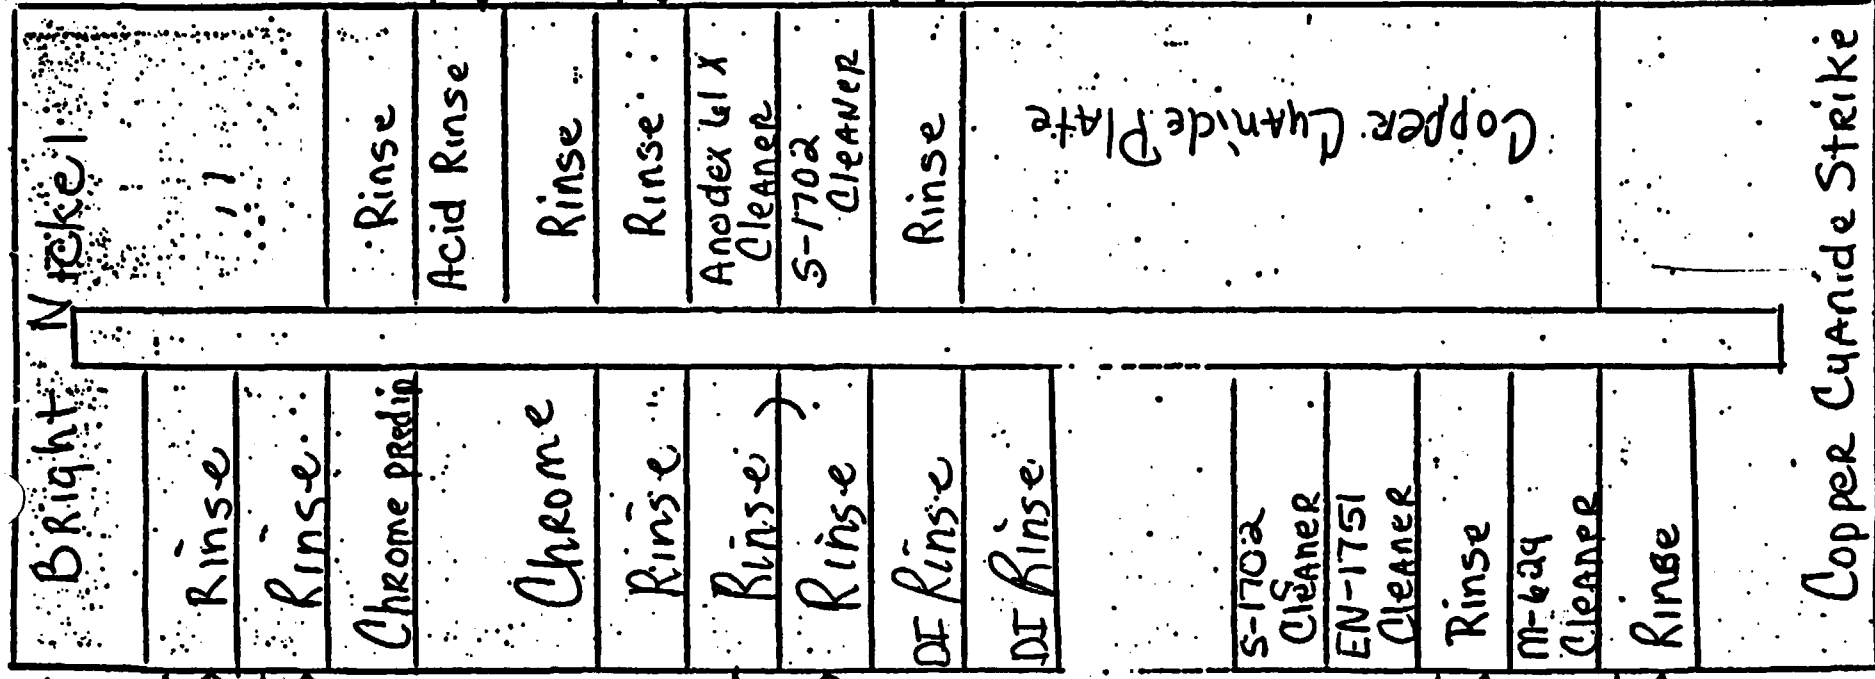 Bright Nickel
Rinse
Acid Rinse
Rinse
Rinse
Anodex 61X
Cleaner
S-1702
Cleaner
Rinse
Copper Cyanide Plate
Copper Cyanide Strike
Rinse
Rinse
Chrome Predip
Chrome
Rinse
Rinse
Rinse
DI Rinse
DI Rinse
S-1702
Cleaner
EN-1751
Cleaner
Rinse
M-629
Cleaner
Rinse